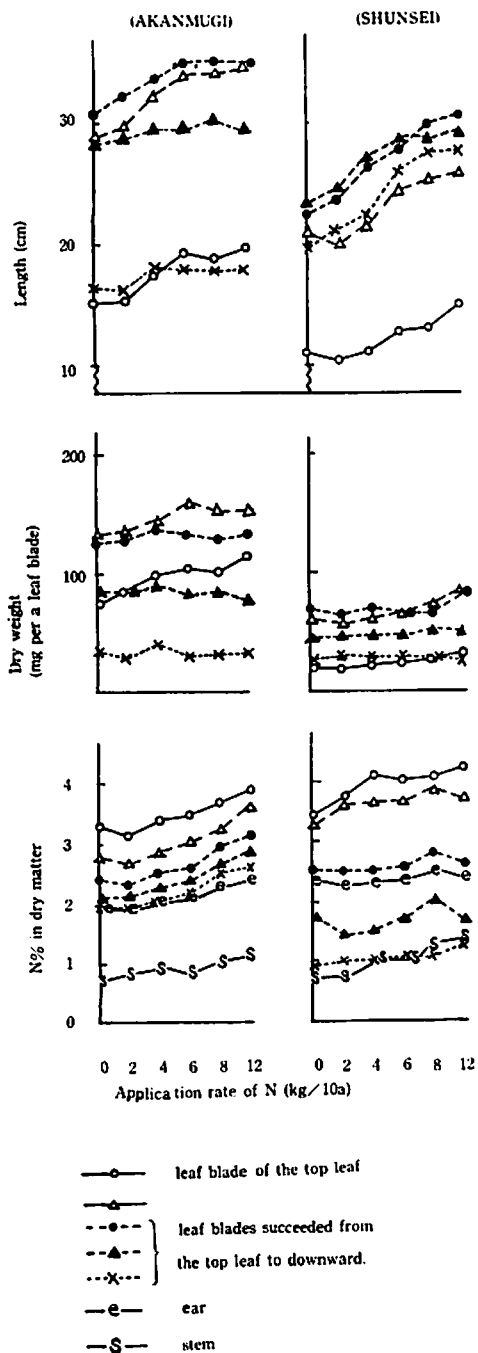 (AKANMUGI) (SHUNSEI)
Length (cm)
30
20
10
Dry weight
(mg per a leaf blade)
200
100
N% in dry matter
4
3
2
1
0
0 2 4 6 8 12 0 2 4 6 8 12
Application rate of N (kg/10a)
leaf blade of the top leaf
leaf blades succeeded from
the top leaf to downward.
e ear
S stem